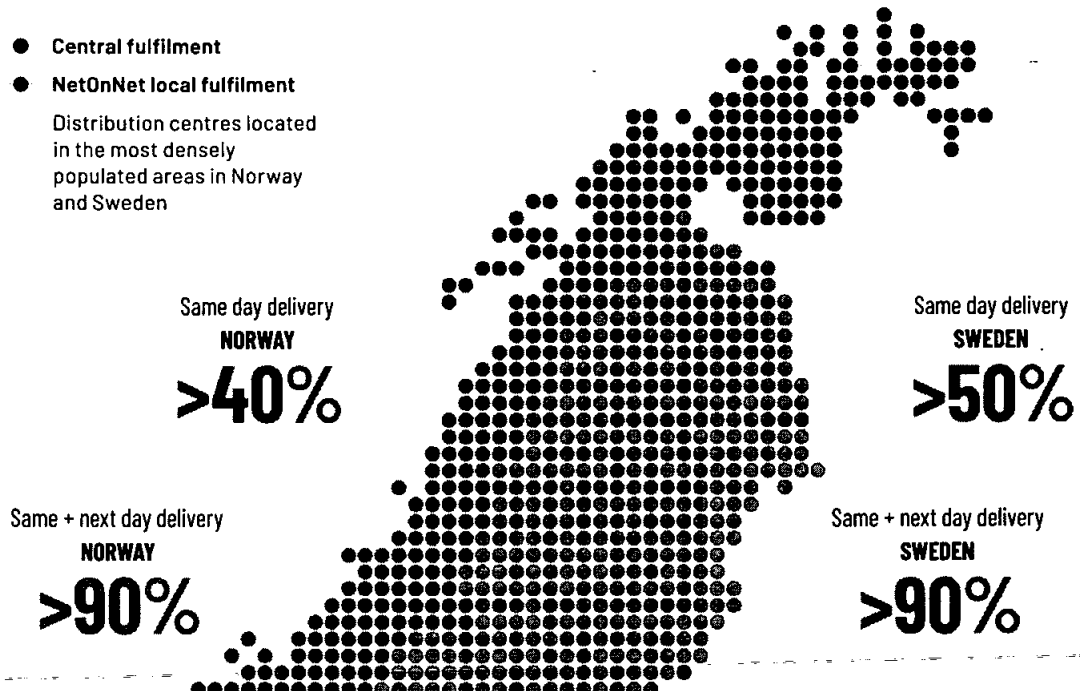 Central fulfilment
NetOnNet local fulfilment
Distribution centres located
in the most densely
populated areas in Norway
and Sweden
Same day delivery
NORWAY
>40%
Same day delivery
SWEDEN
>50%
Same + next day delivery
NORWAY
>90%
Same + next day delivery
SWEDEN
>90%